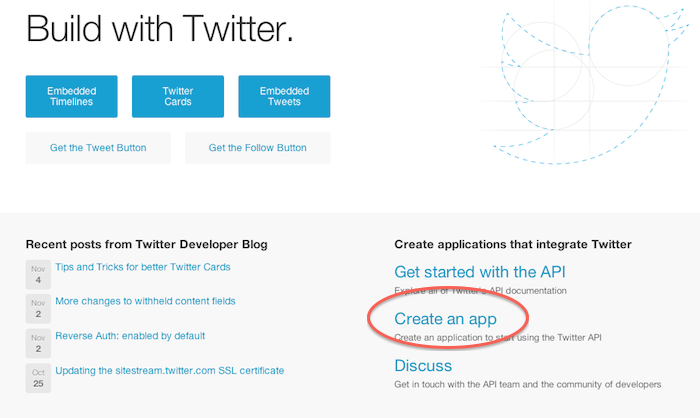 Build with Twitter.
Embedded
Timelines
Twitter
Cards
Embedded
Tweets
Get the Tweet Button
Get the Follow Button
Recent posts from Twitter Developer Blog
Nov
4
Tips and Tricks for better Twitter Cards
Nov
2
More changes to withheld content fields
Nov
2
Reverse Auth: enabled by default
Oct
25
Updating the sitestream.twitter.com SSL certificate
Create applications that integrate Twitter
Get started with the API
Explore all of Twitter's API documentation
Create an app
Create an application to start using the Twitter API
Discuss
Get in touch with the API team and the community of developers